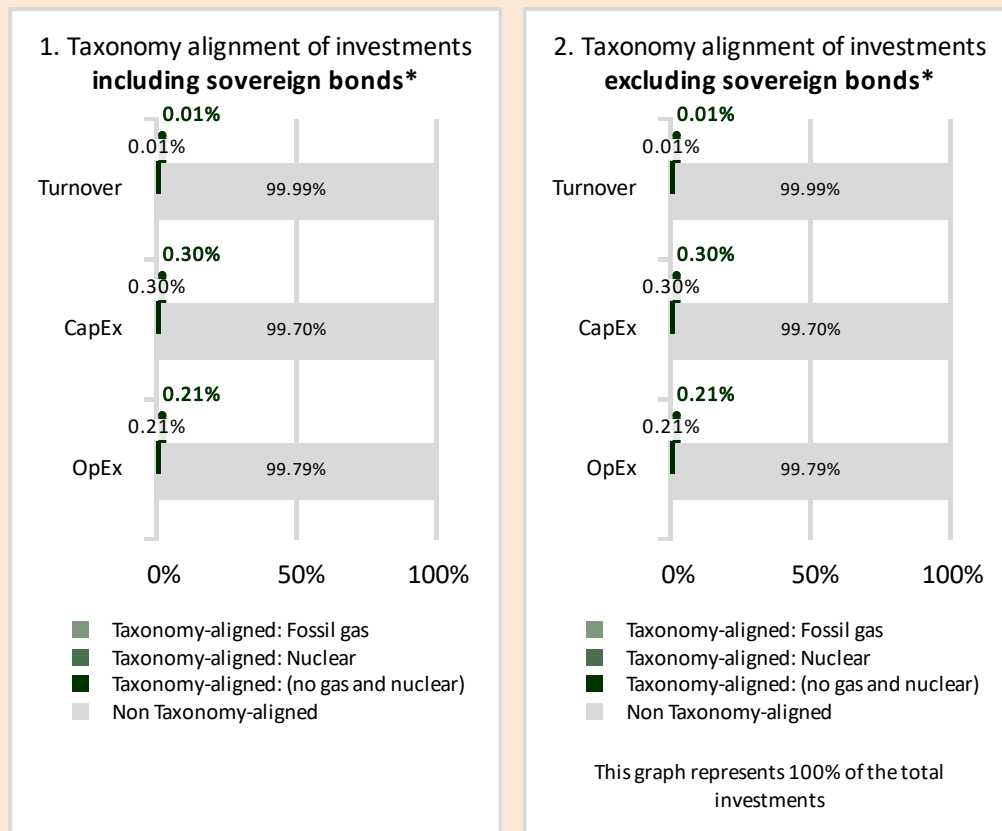 1. Taxonomy alignment of investments
including sovereign bonds*
0.01%
0.01%
Turnover
99.99%
0.30%
0.30%
CapEx
99.70%
0.21%
0.21%
OpEx
99.79%
0% 50% 100%
Taxonomy-aligned: Fossil gas
Taxonomy-aligned: Nuclear
Taxonomy-aligned: (no gas and nuclear)
Non Taxonomy-aligned
2. Taxonomy alignment of investments
excluding sovereign bonds*
0.01%
0.01%
Turnover
99.99%
0.30%
0.30%
CapEx
99.70%
0.21%
0.21%
OpEx
99.79%
0% 50% 100%
Taxonomy-aligned: Fossil gas
Taxonomy-aligned: Nuclear
Taxonomy-aligned: (no gas and nuclear)
Non Taxonomy-aligned
This graph represents 100% of the total
investments